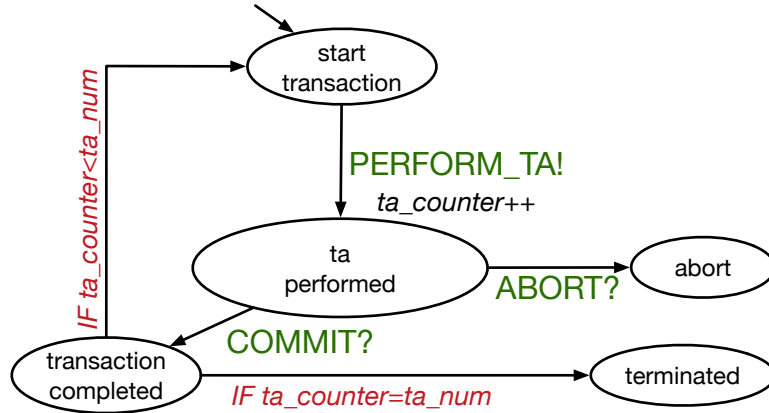 start
transaction
IF ta_counter<ta_num
PERFORM_TA!
ta_counter++
ta
performed
ABORT?
abort
COMMIT?
transaction
completed
IF ta_counter=ta_num
terminated